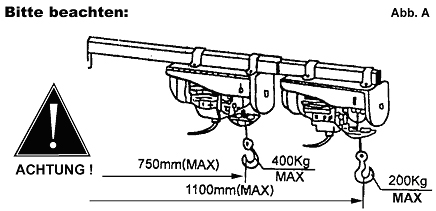 Bitte beachten:
Abb. A
ACHTUNG !
750mm(MAX)
400Kg
MAX
1100mm(MAX)
200Kg
MAX